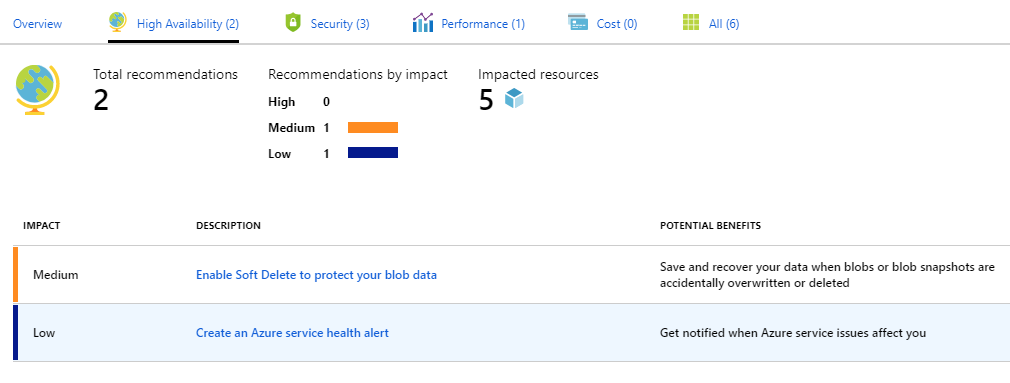 Overview High Availability (2) Security (3) Performance (1) Cost (0) All (6)
Total recommendations Recommendations by impact Impacted resources
2 High 0 5
Medium 1
Low 1
IMPACT DESCRIPTION POTENTIAL BENEFITS
Medium Enable Soft Delete to protect your blob data Save and recover your data when blobs or blob snapshots are
accidentally overwritten or deleted
Low Create an Azure service health alert Get notified when Azure service issues affect you